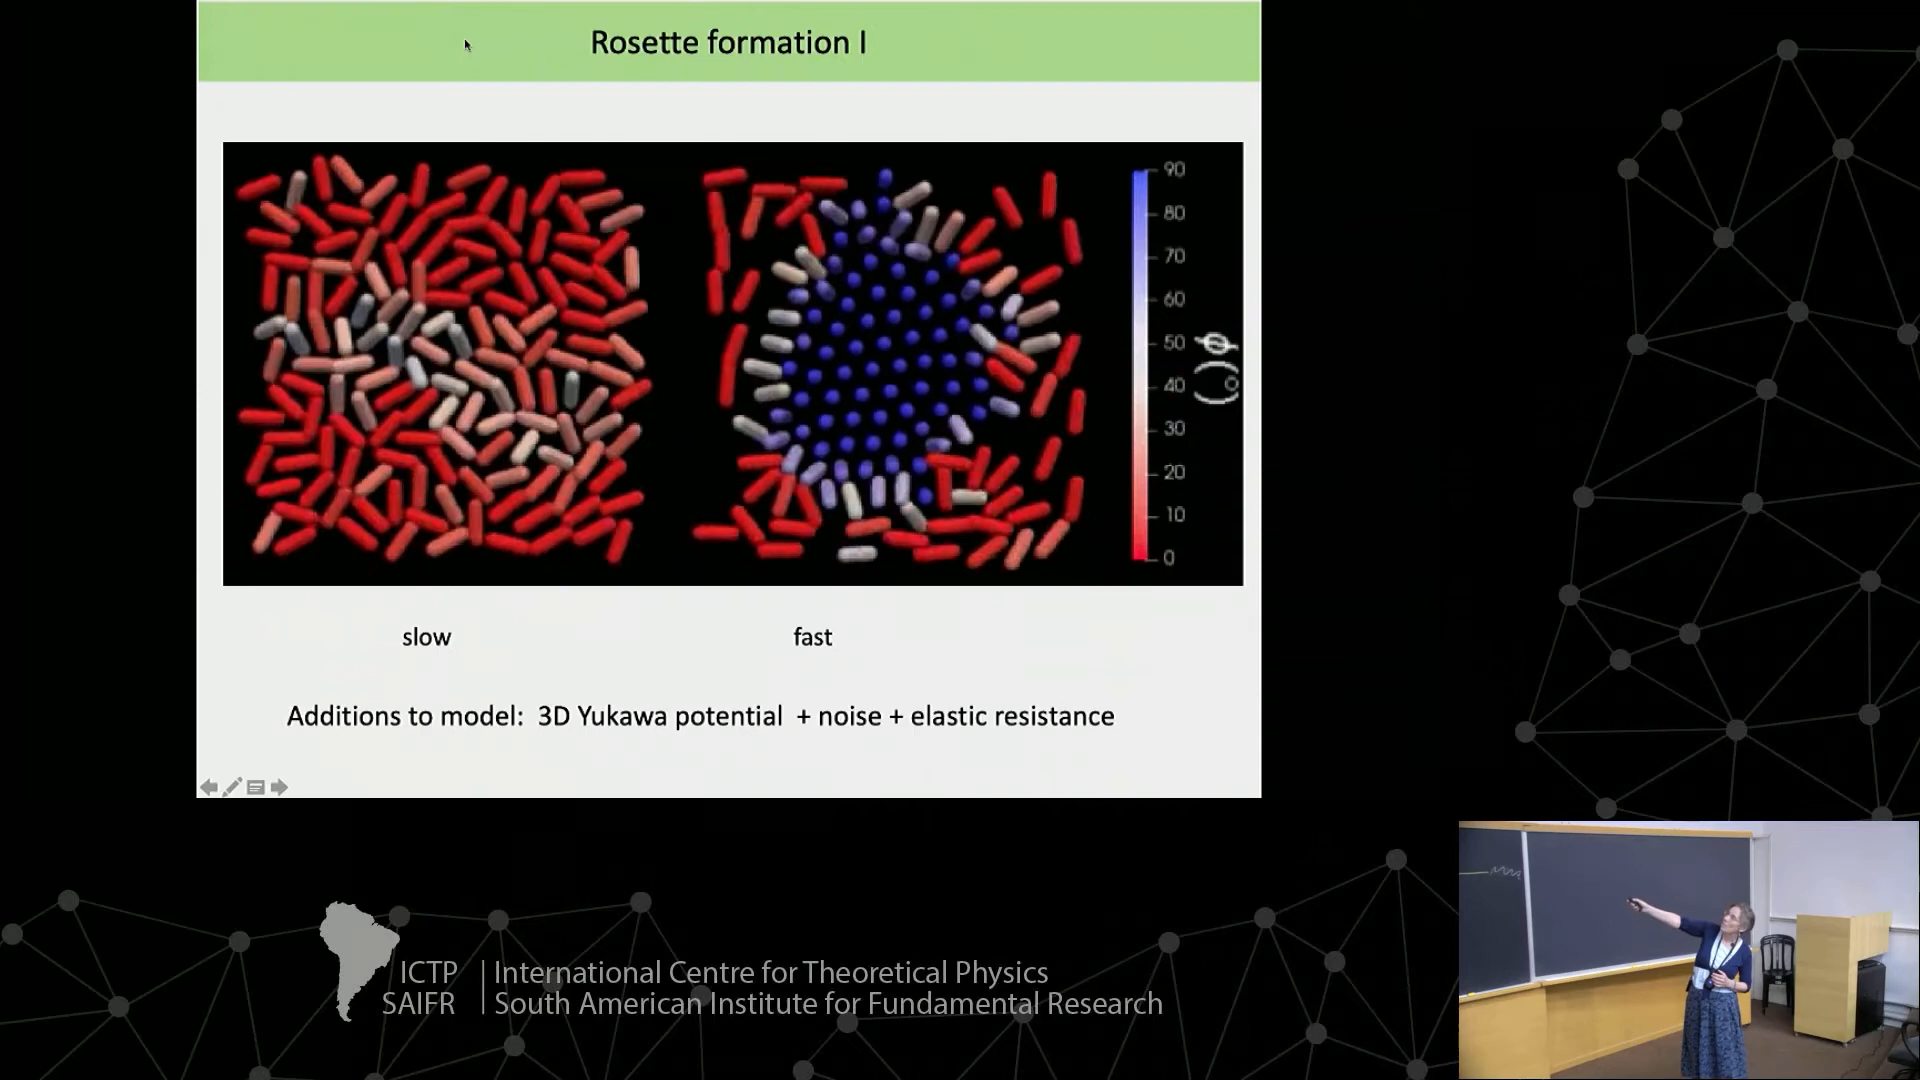 Rosette formation I
90
80
70
60
50
40
30
20
10
0
ϕ(°)
slow
fast
Additions to model: 3D Yukawa potential + noise + elastic resistance
ICTP
SAIFR
International Centre for Theoretical Physics
South American Institute for Fundamental Research